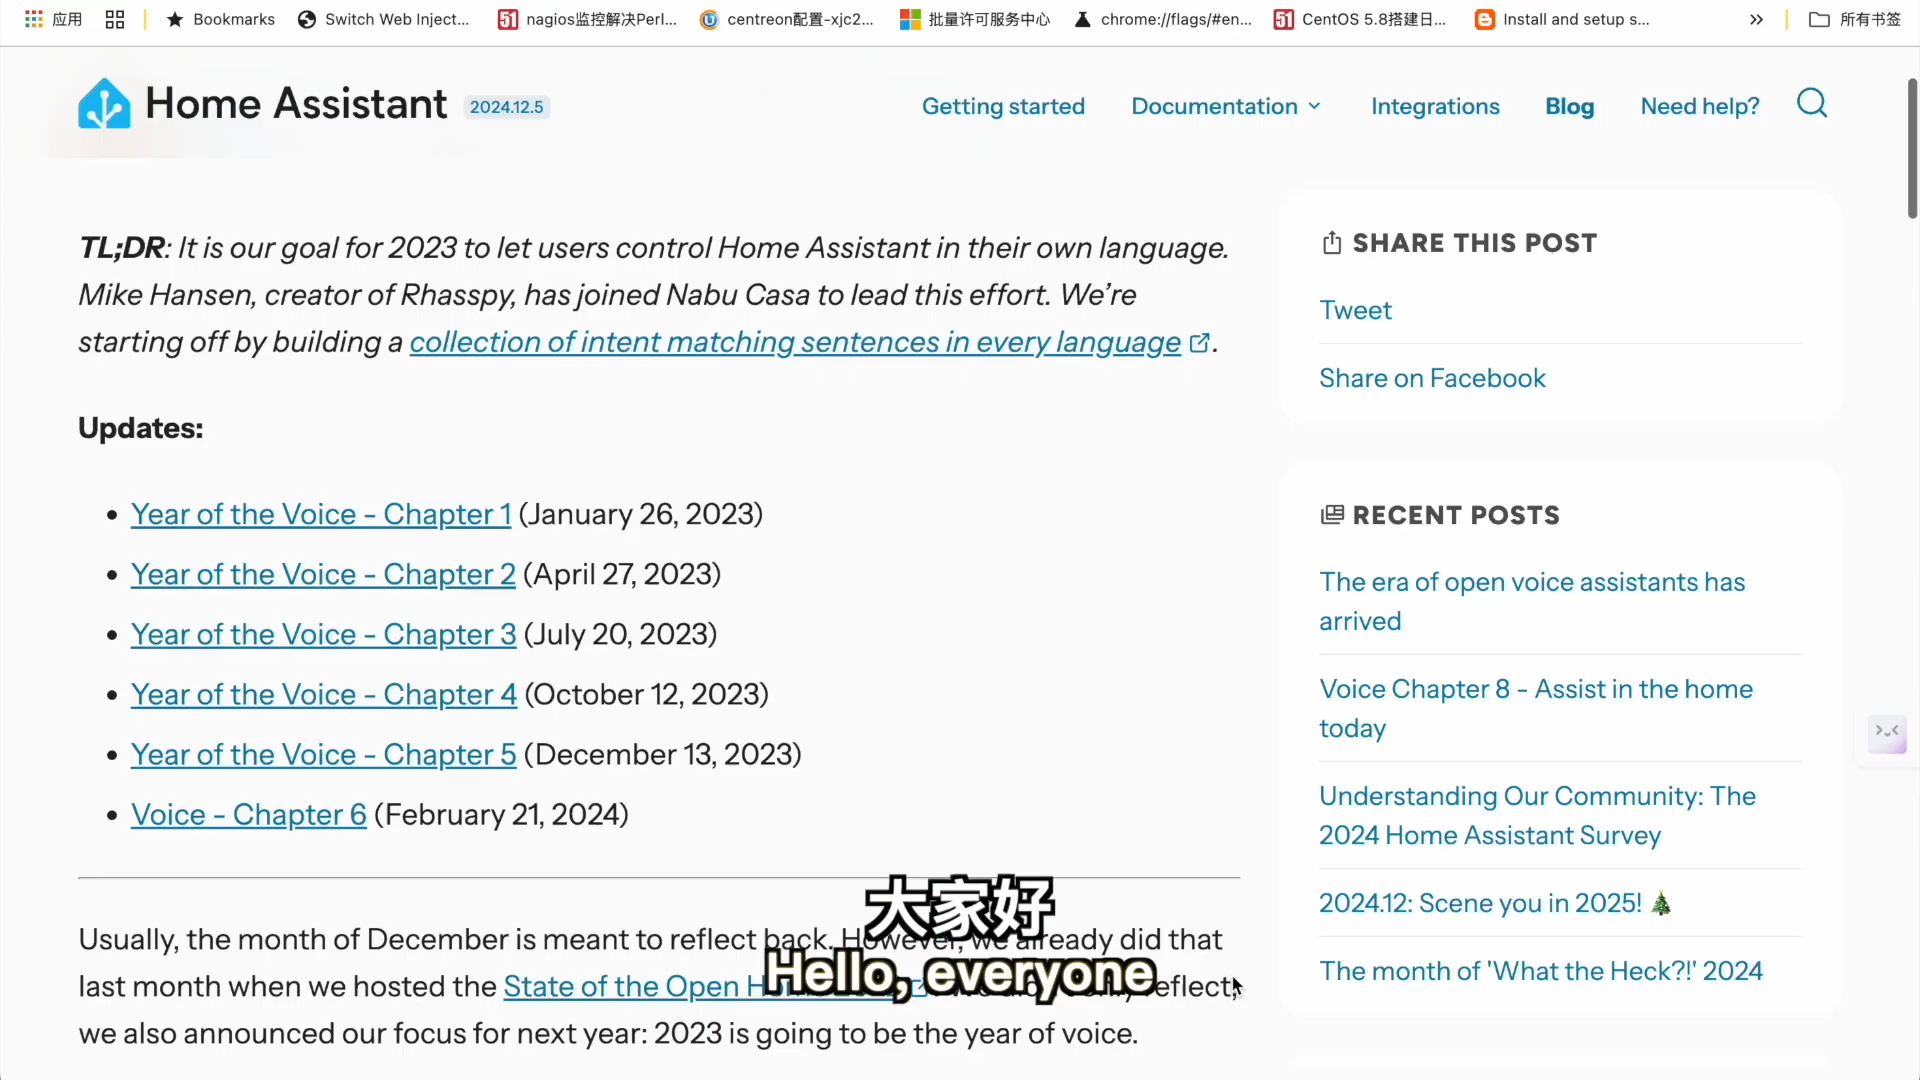 应用
Bookmarks
Switch Web Inject...
nagios监控解决Perl...
centreon配置-xjc2...
批量许可服务中心
chrome://flags/#en...
CentOS 5.8搭建日...
Install and setup s...
所有书签
Home Assistant 2024.12.5
Getting started
Documentation
Integrations
Blog
Need help?
TL;DR: It is our goal for 2023 to let users control Home Assistant in their own language.
Mike Hansen, creator of Rhasspy, has joined Nabu Casa to lead this effort. We’re
starting off by building a collection of intent matching sentences in every language.
Updates:
Year of the Voice - Chapter 1 (January 26, 2023)
Year of the Voice - Chapter 2 (April 27, 2023)
Year of the Voice - Chapter 3 (July 20, 2023)
Year of the Voice - Chapter 4 (October 12, 2023)
Year of the Voice - Chapter 5 (December 13, 2023)
Voice - Chapter 6 (February 21, 2024)
Usually, the month of December is meant to reflect back. However, we already did that
last month when we hosted the State of the Open reflect,
we also announced our focus for next year: 2023 is going to be the year of voice.
SHARE THIS POST
Tweet
Share on Facebook
RECENT POSTS
The era of open voice assistants has
arrived
Voice Chapter 8 - Assist in the home
today
Understanding Our Community: The
2024 Home Assistant Survey
2024.12: Scene you in 2025! 🎄
The month of 'What the Heck?!' 2024
大家好
Hello, everyone